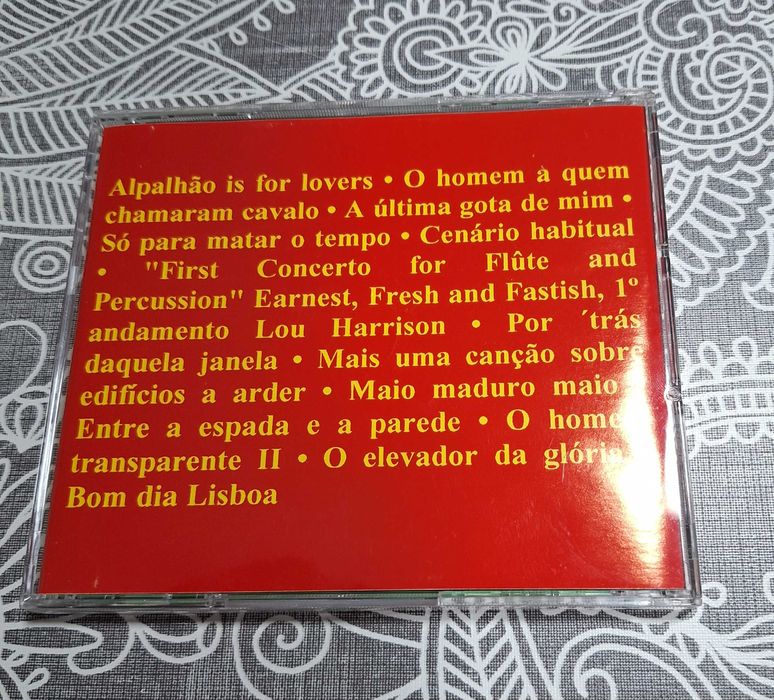 Alpalhão is for lovers • O homem à quem
chamaram cavalo • A última gota de mim •
Só para matar o tempo • Cenário habitual
• "First Concerto for Flûte and
Percussion" Earnest, Fresh and Fastish, 1º
andamento Lou Harrison • Por ´trás
daquela janela • Mais uma canção sobre
edifícios a arder • Maio maduro maio •
Entre a espada e a parede • O homem
transparente II • O elevador da glória
Bom dia Lisboa